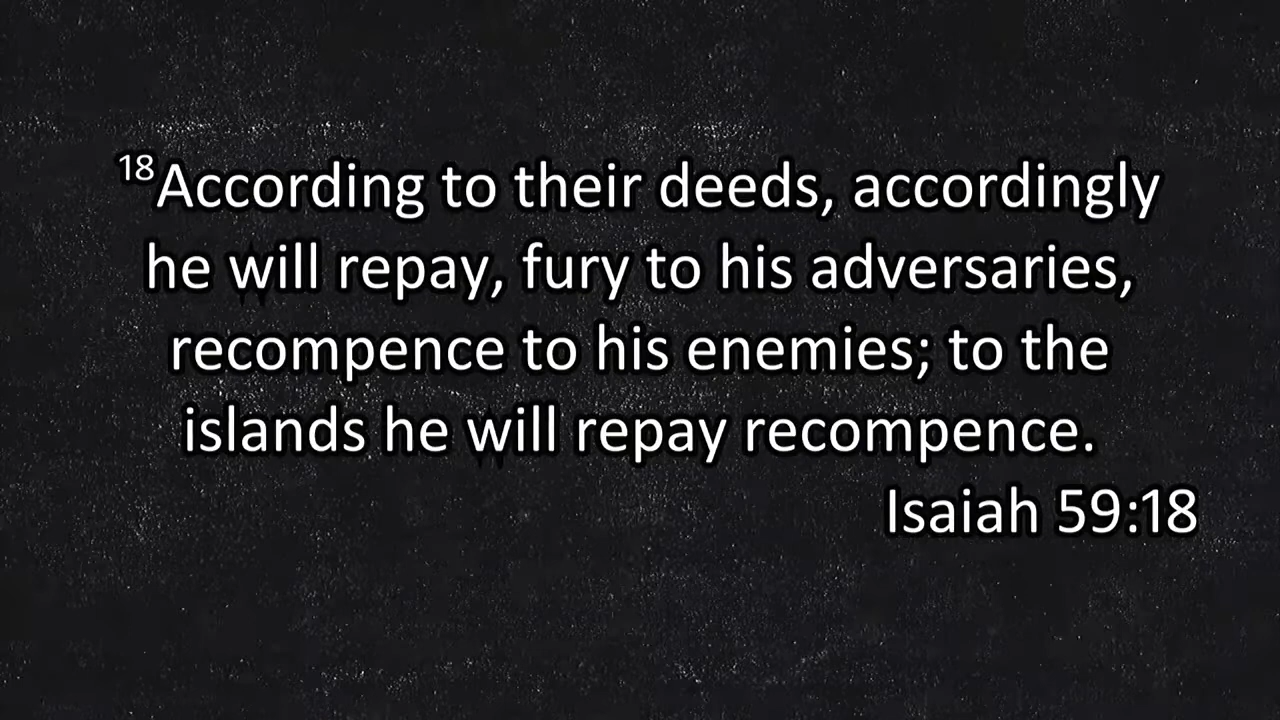 ¹⁸According to their deeds, accordingly
he will repay, fury to his adversaries,
recompence to his enemies; to the
islands he will repay recompence.
Isaiah 59:18